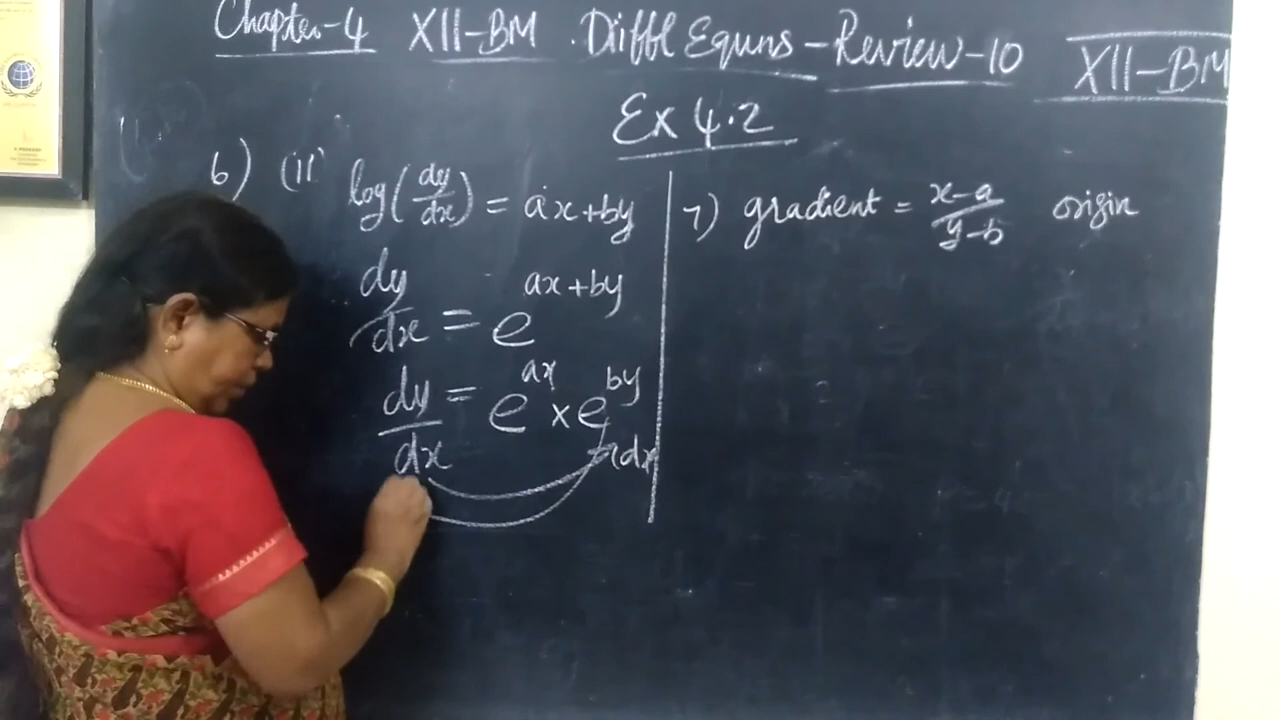 Chapter-4 XII-BM Diffl Equns - Review-10 XII-BM
Ex 4.2
6) (ii) log(dy/dx) = ax+by
dy/dx = e^ax+by
dy/dx = e^ax × e^by
dx
7) gradient = x-a/y-b origin